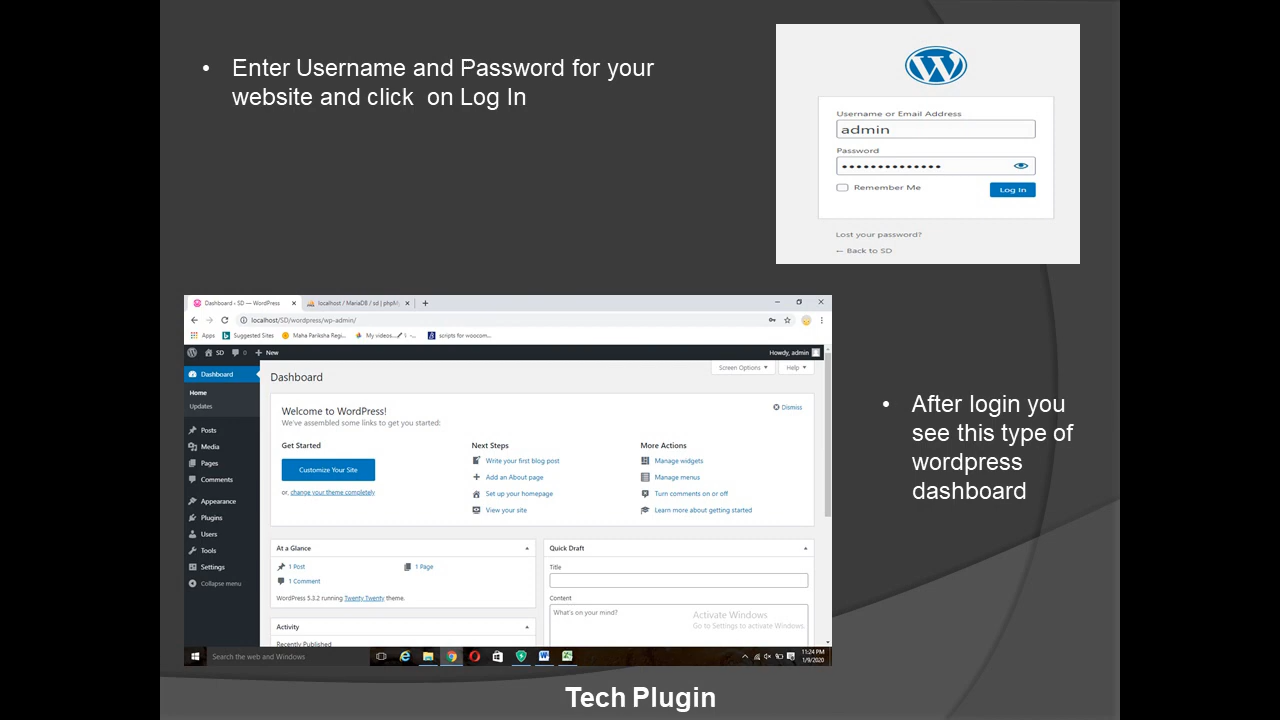 • Enter Username and Password for your
website and click on Log In
Username or Email Address
admin
Password
Remember Me
Log In
Lost your password?
← Back to SD
Dashboard ‹ SD — WordPress
localhost / MariaDB / sd | phpM
localhost/SD/wordpress/wp-admin/
Apps Suggested Sites Maha Pariksha Regi... My videos... scripts for woocom...
SD 0 + New Howdy, admin
Dashboard
Home
Updates
Posts
Media
Pages
Comments
Appearance
Plugins
Users
Tools
Settings
Collapse menu
Screen Options Help
Dashboard
Welcome to WordPress!
We've assembled some links to get you started:
Dismiss
Get Started
Customize Your Site
or, change your theme completely
Next Steps
Write your first blog post
Add an About page
Set up your homepage
View your site
More Actions
Manage widgets
Manage menus
Turn comments on or off
Learn more about getting started
At a Glance
1 Post 1 Page
1 Comment
WordPress 5.3.2 running Twenty Twenty theme.
Activity
Recently Published
Quick Draft
Title
Content
What's on your mind?
Activate Windows
Go to Settings to activate Windows.
Search the web and Windows
11:24 PM
1/9/2020
• After login you
see this type of
wordpress
dashboard
Tech Plugin